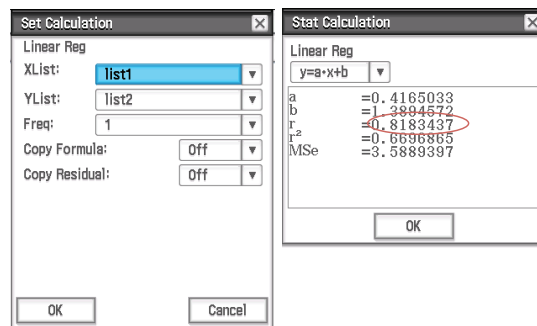 Set Calculation
Linear Reg
XList: list1
YList: list2
Freq: 1
Copy Formula: Off
Copy Residual: Off
OK Cancel
Stat Calculation
Linear Reg
y=a·x+b
a =0.4165033
b =1.3894572
r =0.8183437
r² =0.6696865
MSe =3.5889397
OK